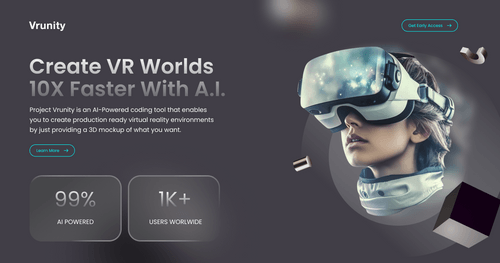 Vrunity
Get Early Access
Create VR Worlds
10X Faster With A.I.
Project Vrunity is an AI-Powered coding tool that enables
you to create production ready virtual reality environments
by just providing a 3D mockup of what you want.
Learn More
99%
1K+
AI POWERED
USERS WORLWIDE